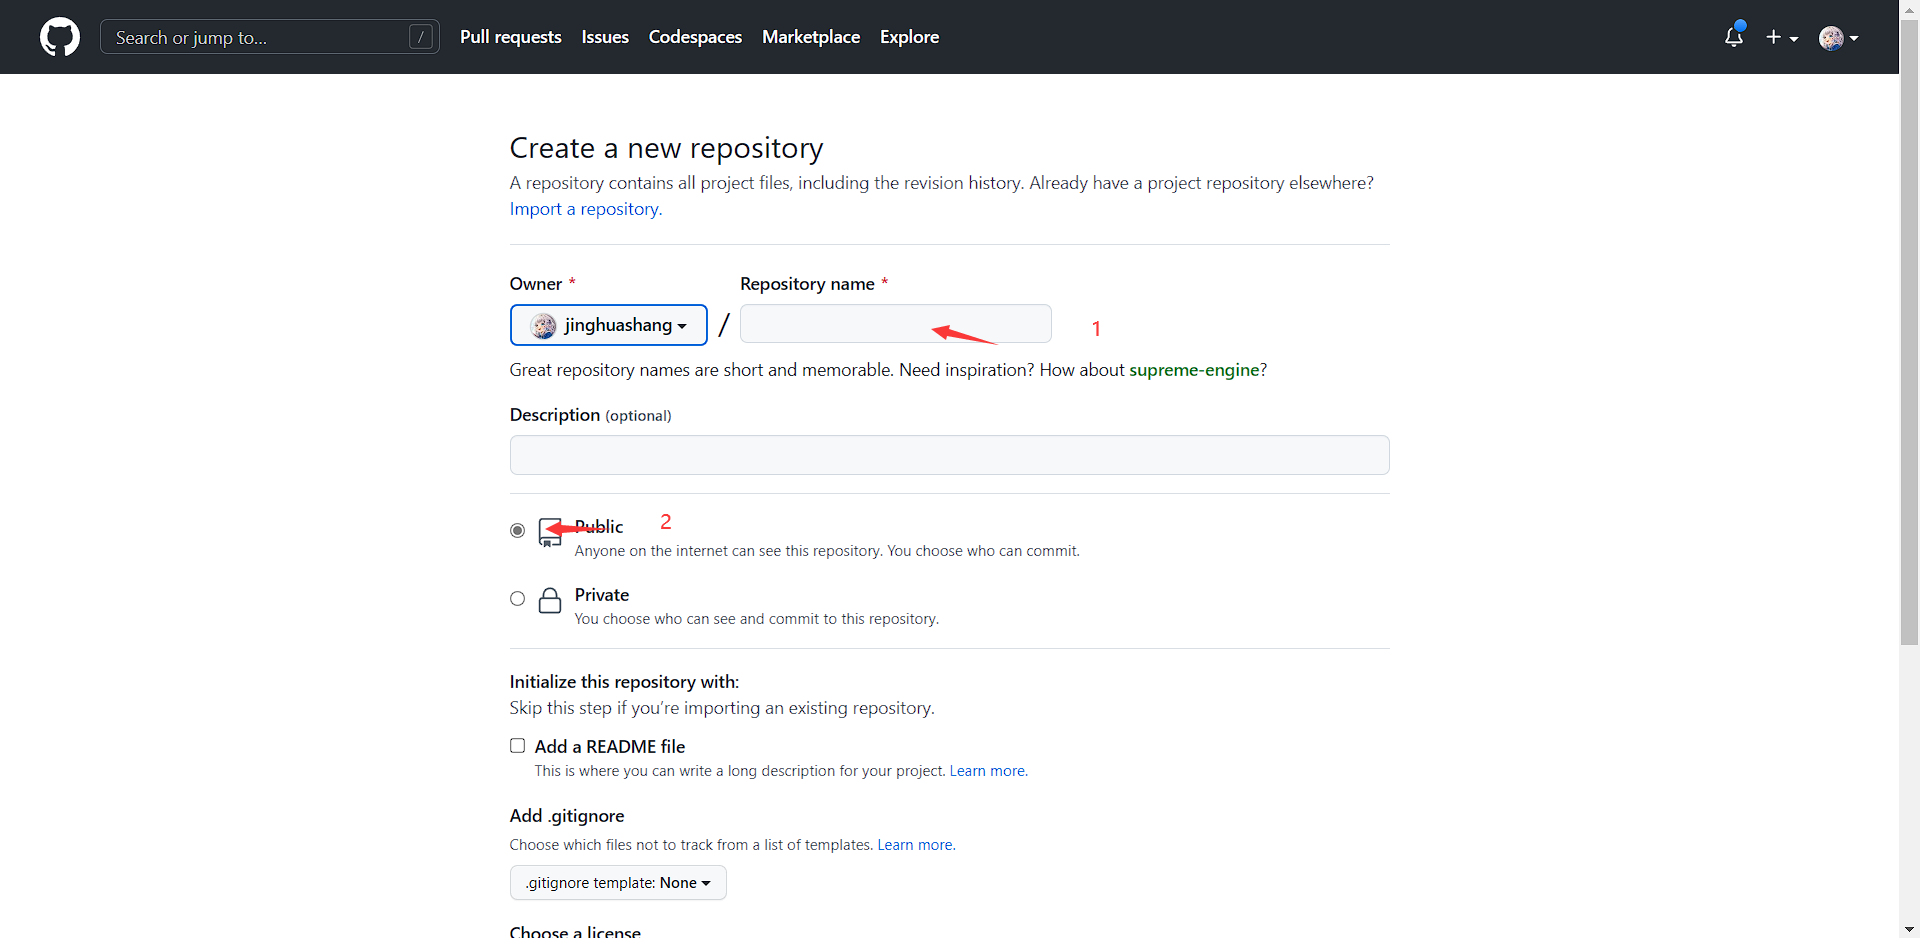 Search or jump to... /
Pull requests Issues Codespaces Marketplace Explore
Create a new repository
A repository contains all project files, including the revision history. Already have a project repository elsewhere?
Import a repository.
Owner * Repository name *
jinghuashang / 1
Great repository names are short and memorable. Need inspiration? How about supreme-engine?
Description (optional)
Public 2
Anyone on the internet can see this repository. You choose who can commit.
Private
You choose who can see and commit to this repository.
Initialize this repository with:
Skip this step if you’re importing an existing repository.
Add a README file
This is where you can write a long description for your project. Learn more.
Add .gitignore
Choose which files not to track from a list of templates. Learn more.
.gitignore template: None
Choose a license